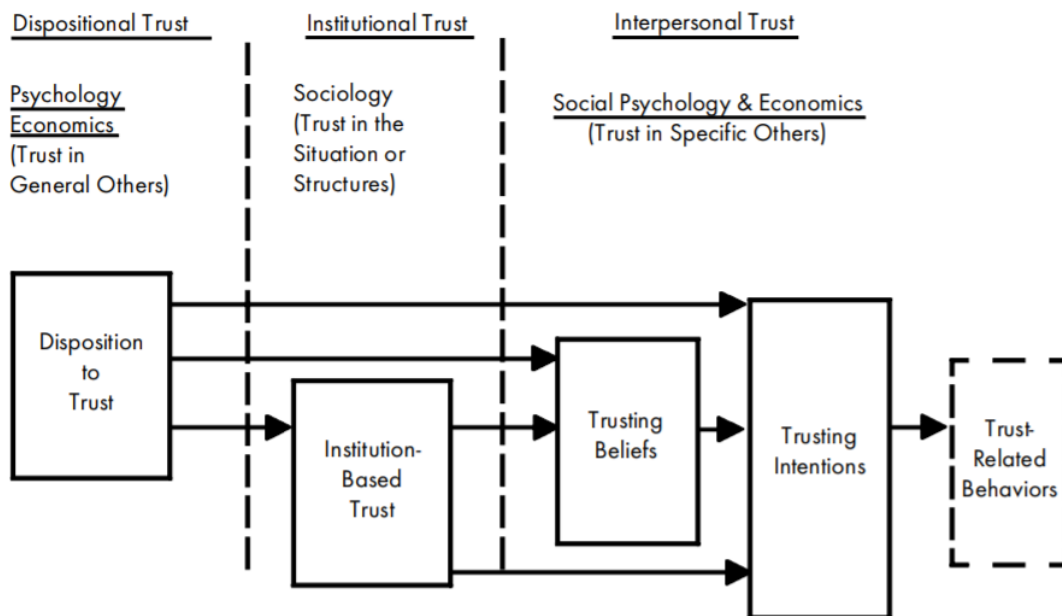 Dispositional Trust
Institutional Trust
Interpersonal Trust
Psychology
Economics
(Trust in
General Others)
Sociology
(Trust in the
Situation or
Structures)
Social Psychology & Economics
(Trust in Specific Others)
Disposition
to
Trust
Institution-
Based
Trust
Trusting
Beliefs
Trusting
Intentions
Trust-
Related
Behaviors